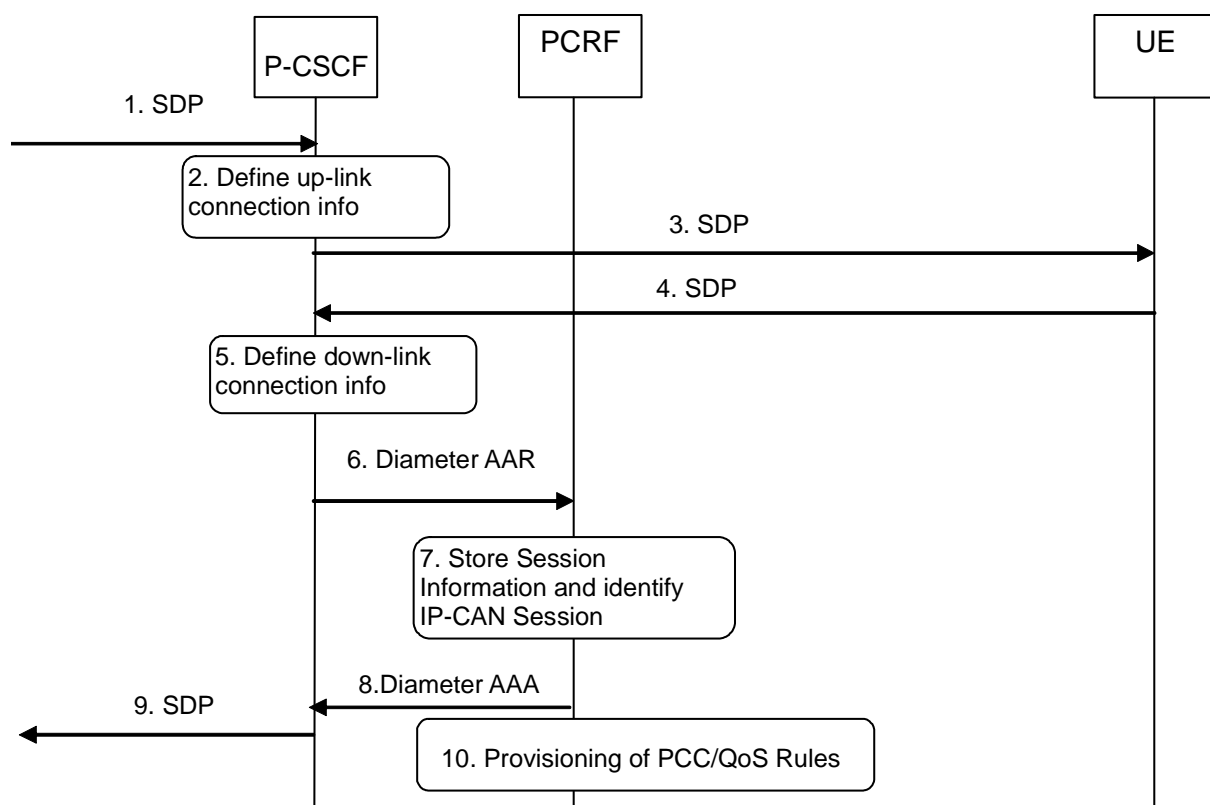 P-CSCF
PCRF
UE
1. SDP
2. Define up-link
connection info
3. SDP
4. SDP
5. Define down-link
connection info
6. Diameter AAR
7. Store Session
Information and identify
IP-CAN Session
8.Diameter AAA
9. SDP
10. Provisioning of PCC/QoS Rules